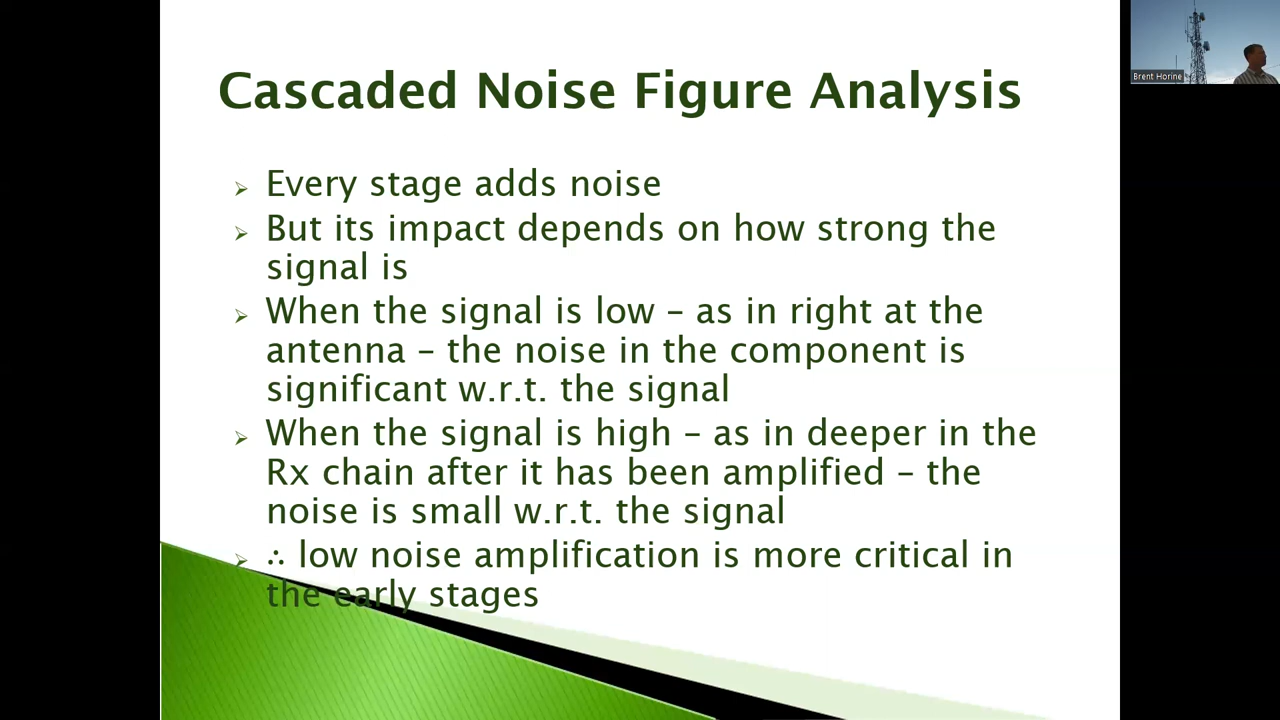 Cascaded Noise Figure Analysis
Brent Horine
➢ Every stage adds noise
➢ But its impact depends on how strong the
signal is
➢ When the signal is low – as in right at the
antenna – the noise in the component is
significant w.r.t. the signal
➢ When the signal is high – as in deeper in the
Rx chain after it has been amplified – the
noise is small w.r.t. the signal
➢ ∴ low noise amplification is more critical in
the early stages